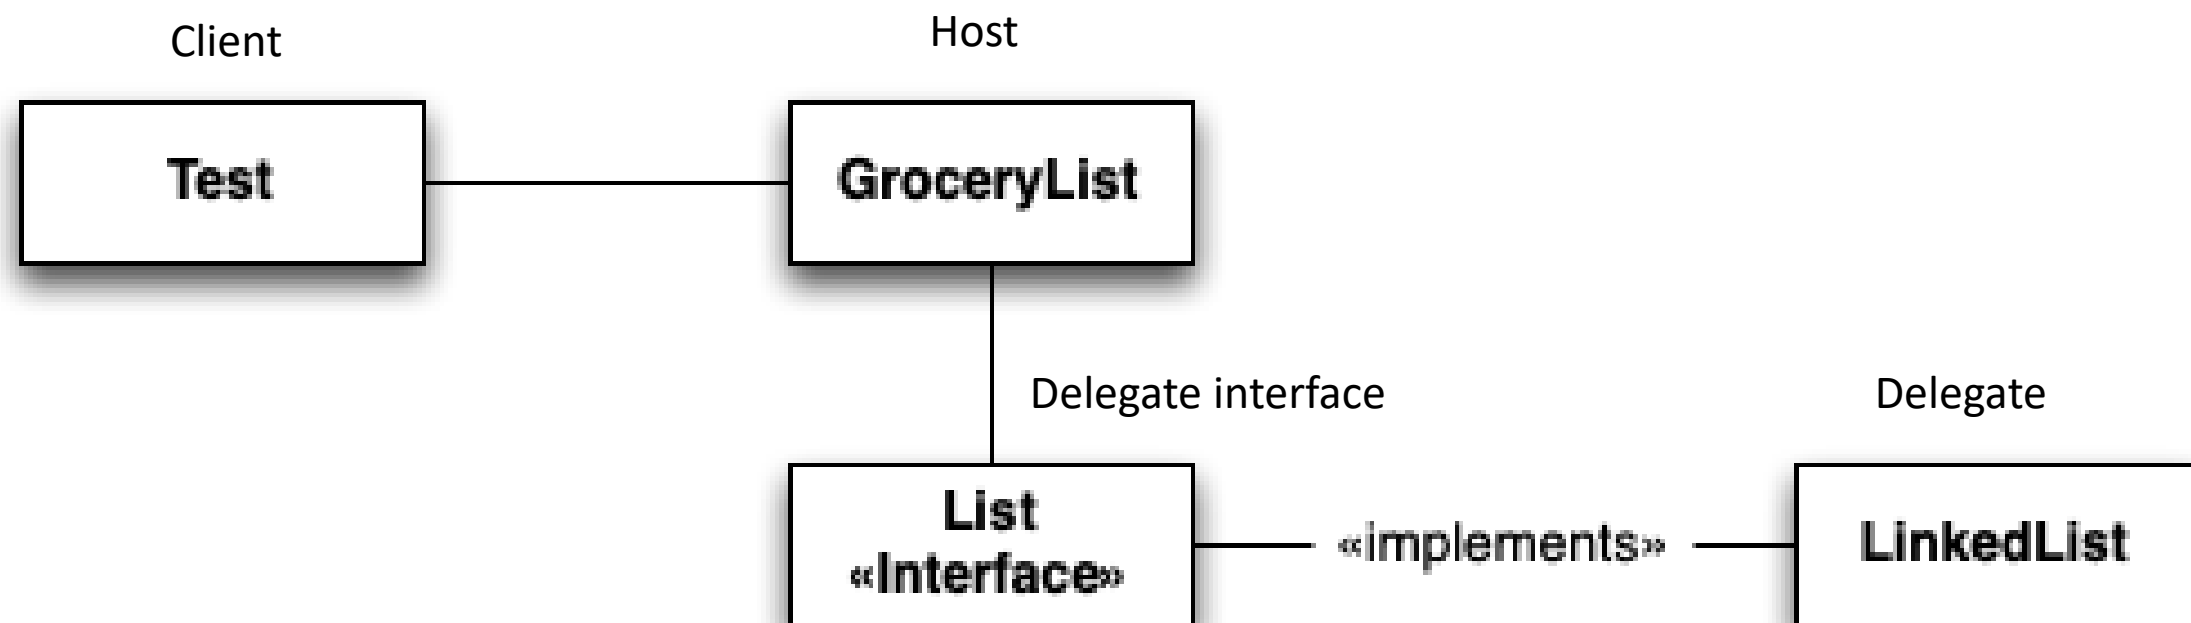 Client
Host
Test
GroceryList
Delegate interface
Delegate
List
«Interface»
«implements»
LinkedList